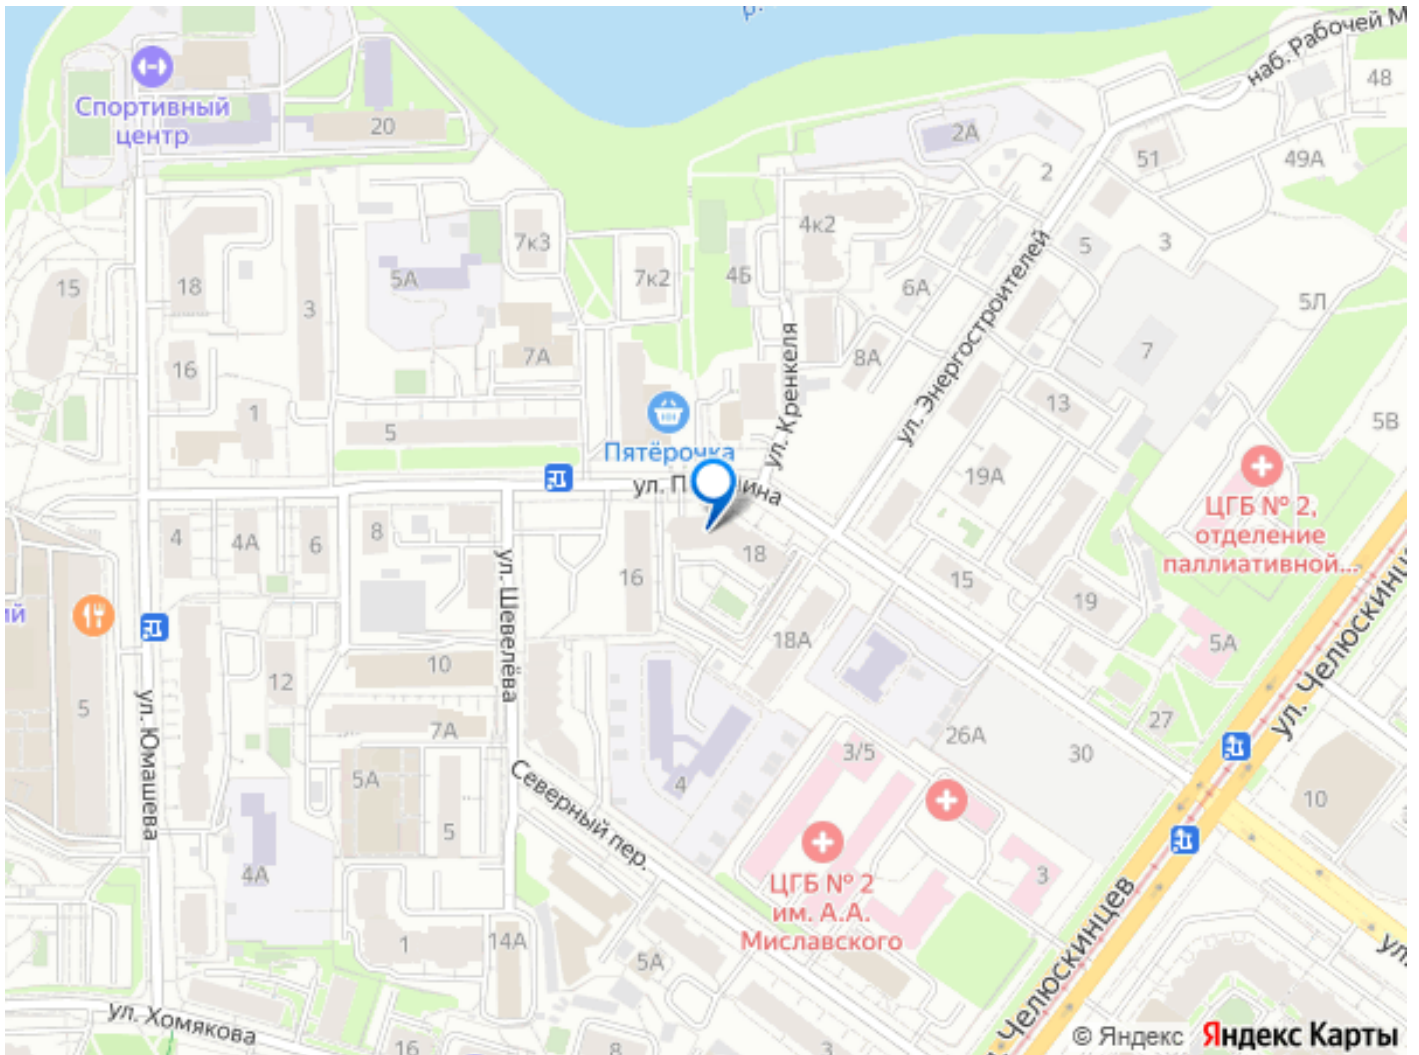 р.
наб. Рабочей М
48
Спортивный
центр
20
2А
51
49А
2
4к2
7к3
5
3
15
18
3
5А
7к2
4Б
6А
5Л
ул. Энергостроителей
16
7А
ул. Кренкеля
8А
7
13
5В
1
5
Пятёрочка
19А
ул. П
ина
ЦГБ № 2,
отделение
паллиативной...
4
4А
6
8
16
18
15
19
ул. Шевелёва
18А
5А
ий
10
12
5
ул. Юмашева
7А
27
ул. Челюскинце
26А
30
3/5
5А
5
4
10
Северный пер.
4А
ЦГБ № 2
им. А.А.
Миславского
3
1
14А
5А
ул. Челюскинцев
ул.
ул. Хомякова
16
8
3
© Яндекс Яндекс Карты